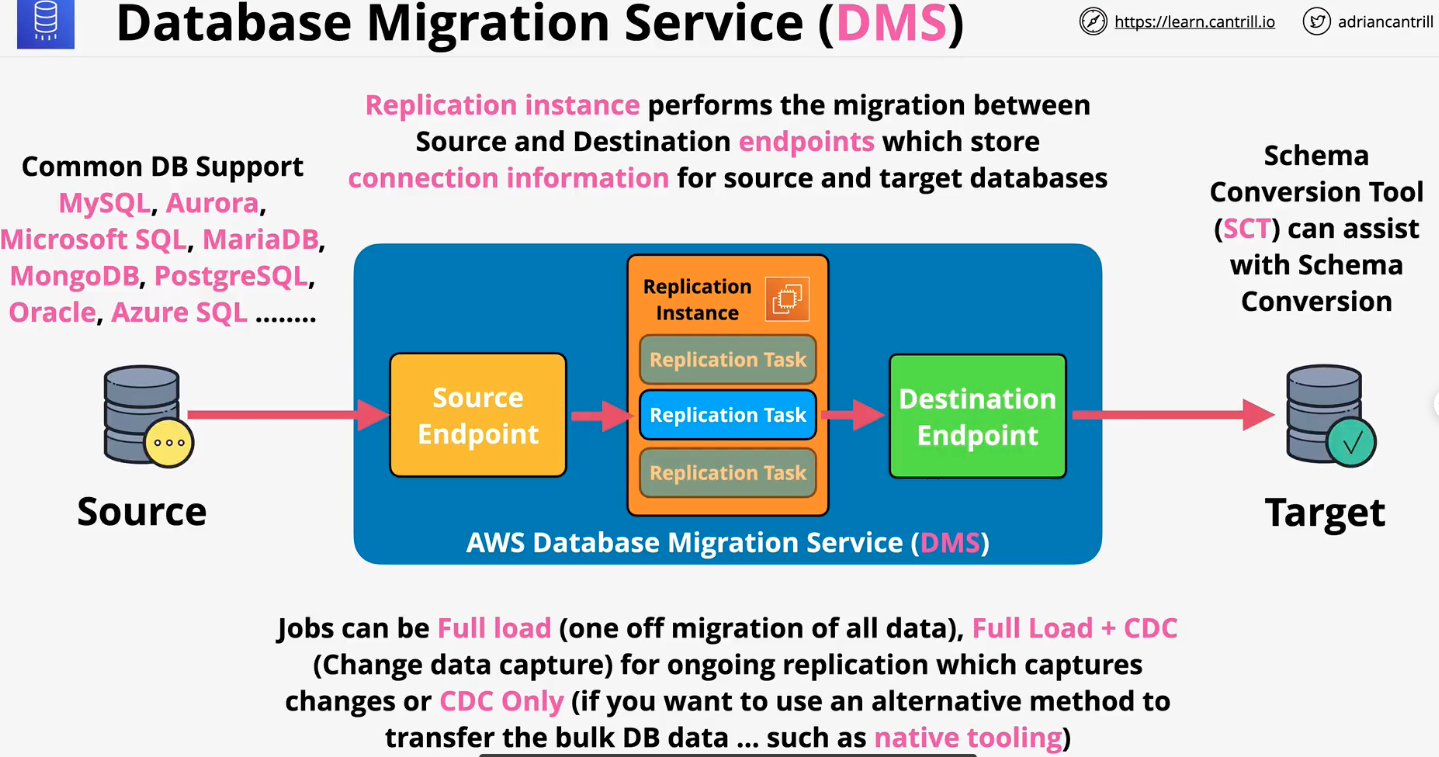 Database Migration Service (DMS)
https://learn.cantrill.io
adriancantrill
Replication instance performs the migration between
Source and Destination endpoints which store
connection information for source and target databases
Common DB Support
MySQL, Aurora,
Microsoft SQL, MariaDB,
MongoDB, PostgreSQL,
Oracle, Azure SQL ........
Schema
Conversion Tool
(SCT) can assist
with Schema
Conversion
Source
Source
Endpoint
Replication
Instance
Replication Task
Replication Task
Replication Task
Destination
Endpoint
Target
AWS Database Migration Service (DMS)
Jobs can be Full load (one off migration of all data), Full Load + CDC
(Change data capture) for ongoing replication which captures
changes or CDC Only (if you want to use an alternative method to
transfer the bulk DB data ... such as native tooling)